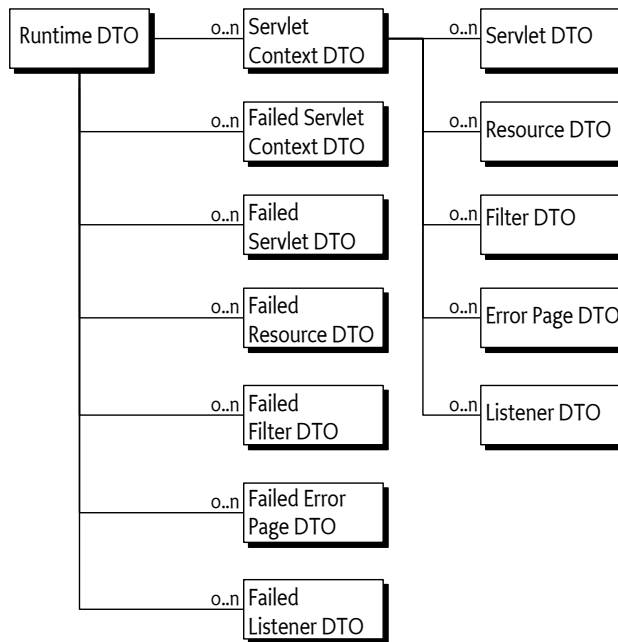 Runtime DTO
0..n
Servlet
Context DTO
0..n
Servlet DTO
0..n
Failed Servlet
Context DTO
0..n
Resource DTO
0..n
Failed
Servlet DTO
0..n
Filter DTO
0..n
Failed
Resource DTO
0..n
Error Page DTO
0..n
Failed
Filter DTO
0..n
Listener DTO
0..n
Failed Error
Page DTO
0..n
Failed
Listener DTO